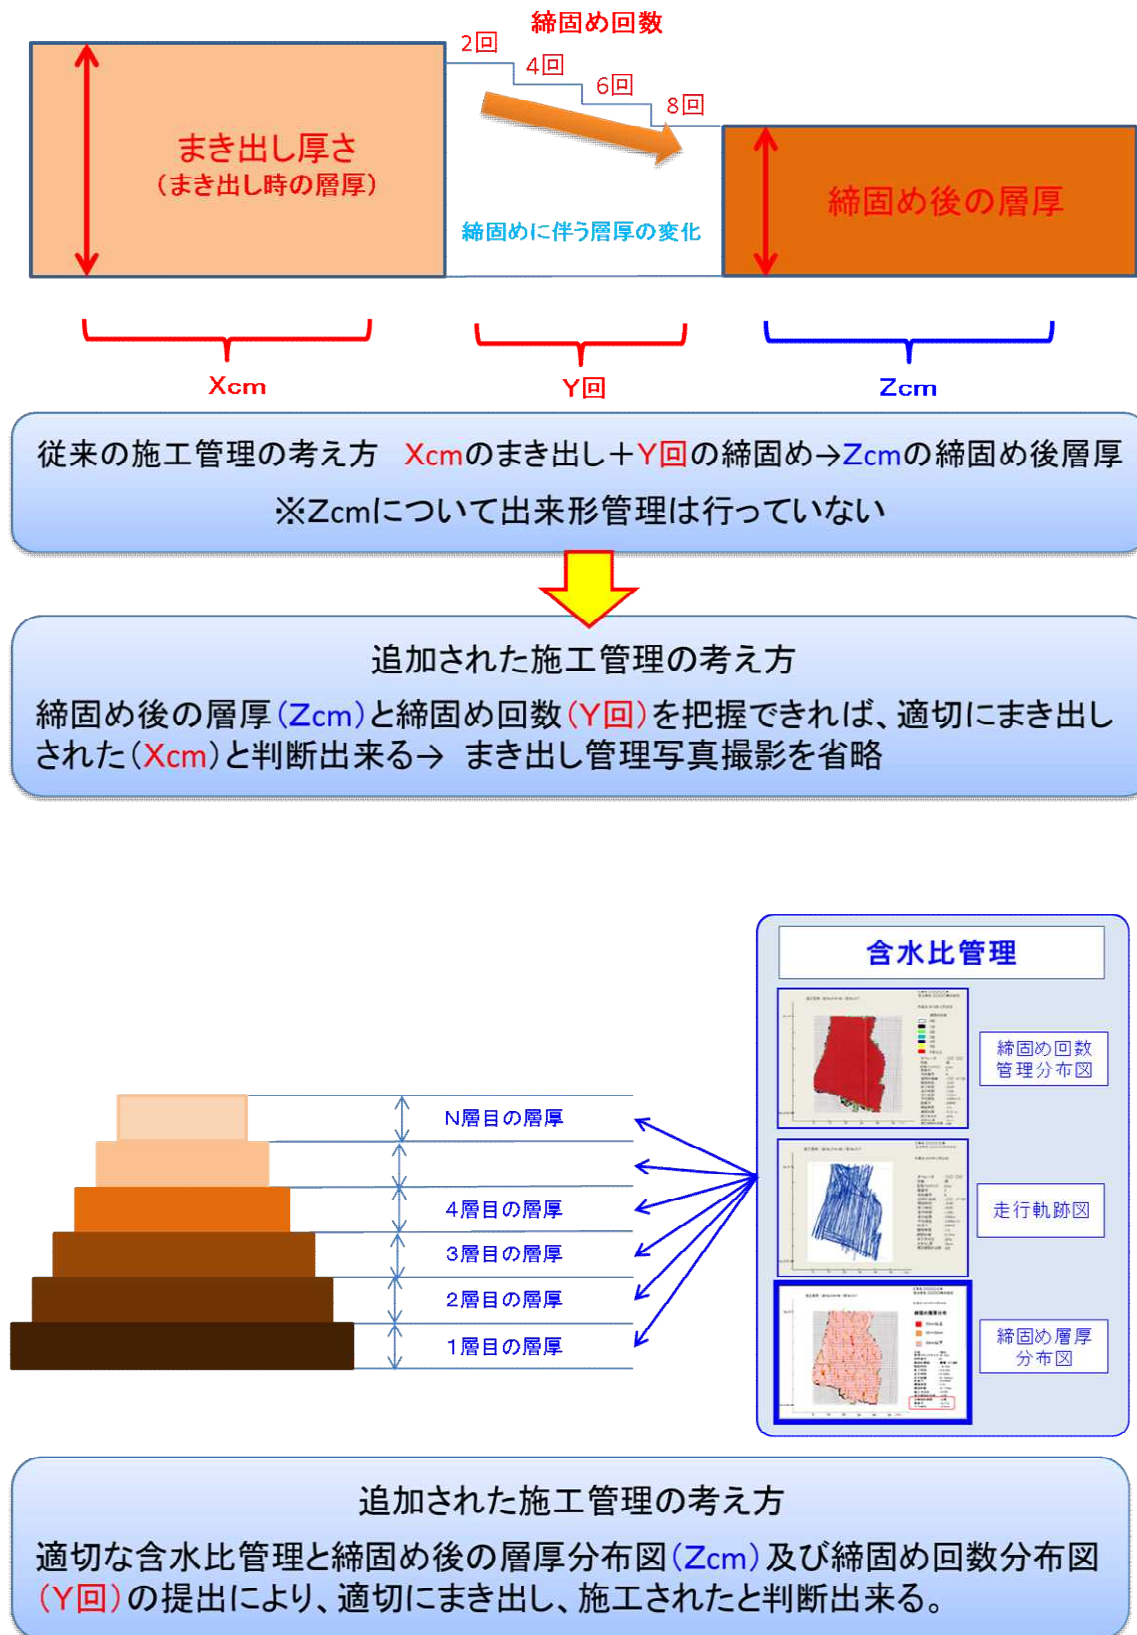 締固め回数
2回
4回
6回
8回
まき出し厚さ
(まき出し時の層厚)
締固めに伴う層厚の変化
締固め後の層厚
Xcm
Y回
Zcm
従来の施工管理の考え方 Xcmのまき出し＋Y回の締固め→Zcmの締固め後層厚
※Zcmについて出来形管理は行っていない
追加された施工管理の考え方
締固め後の層厚(Zcm)と締固め回数(Y回)を把握できれば、適切にまき出し
された(Xcm)と判断出来る→ まき出し管理写真撮影を省略
含水比管理
締固め回数
管理分布図
走行軌跡図
締固め層厚分布
締固め層厚
分布図
N層目の層厚
4層目の層厚
3層目の層厚
2層目の層厚
1層目の層厚
追加された施工管理の考え方
適切な含水比管理と締固め後の層厚分布図(Zcm)及び締固め回数分布図
(Y回)の提出により、適切にまき出し、施工されたと判断出来る。